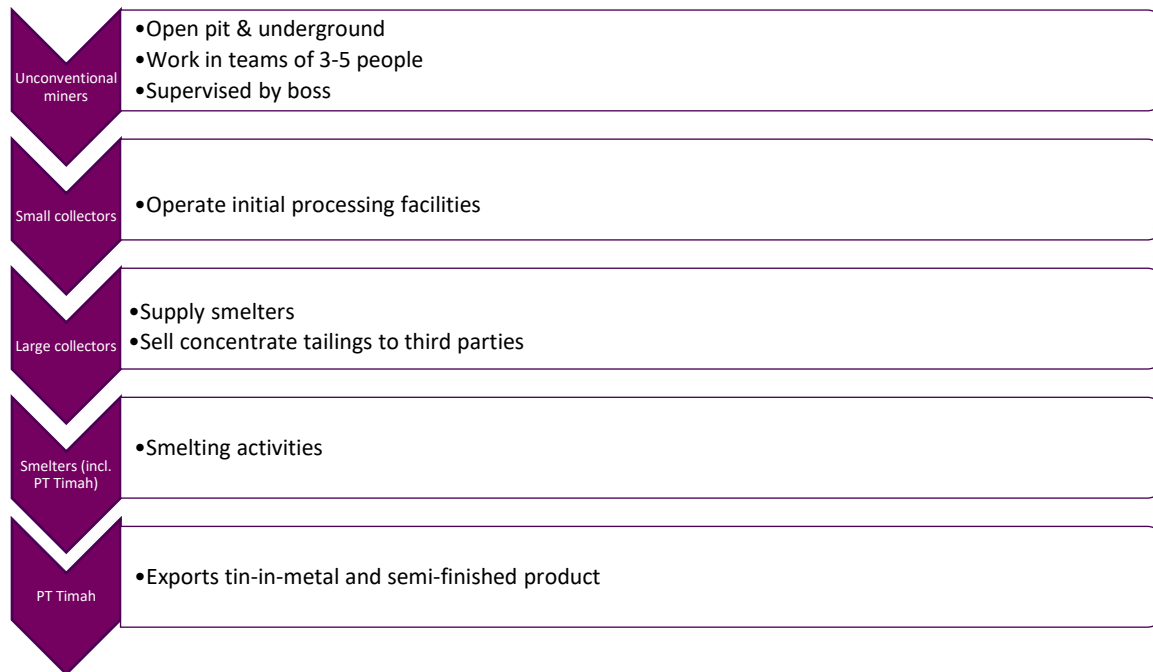 Unconventional
miners
•Open pit & underground
•Work in teams of 3-5 people
•Supervised by boss
Small collectors
•Operate initial processing facilities
Large collectors
•Supply smelters
•Sell concentrate tailings to third parties
Smelters (incl.
PT Timah)
•Smelting activities
PT Timah
•Exports tin-in-metal and semi-finished product